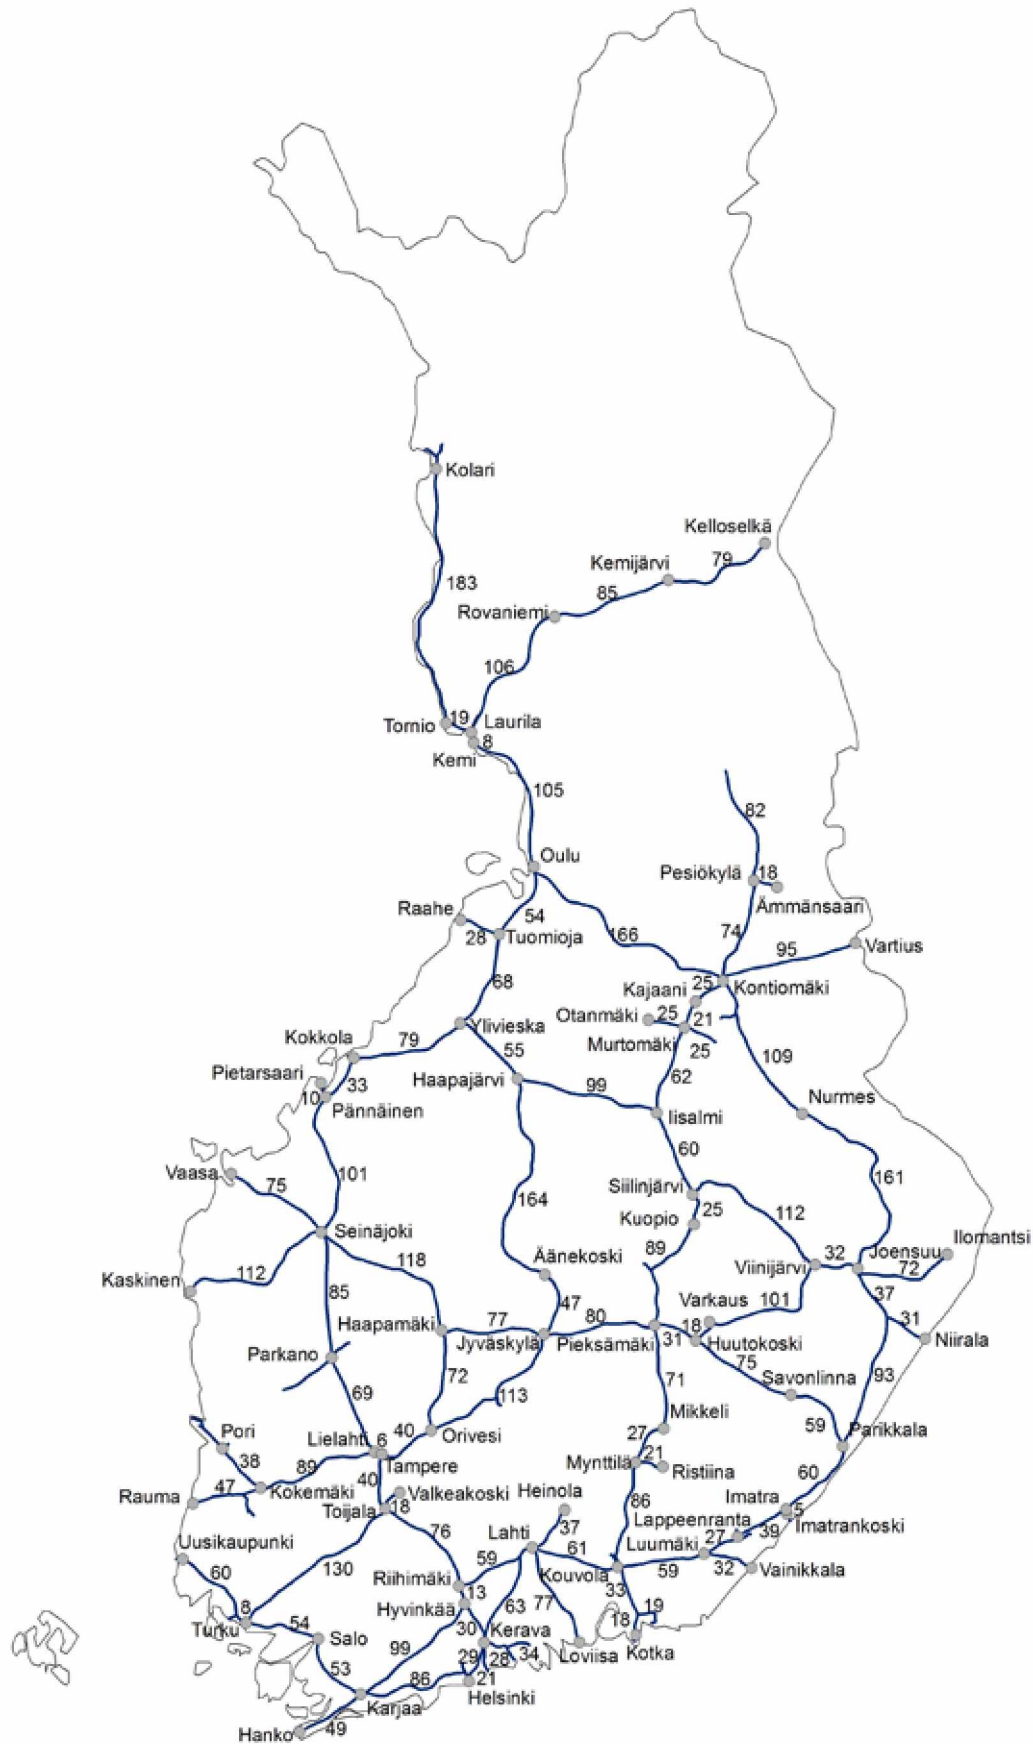 Kolari
Kelloselkä
Kemijärvi
79
183
85
Rovaniemi
106
Tornio
19
Laurila
8
Kemi
105
82
Oulu
Pesiökylä
18
Ämmänsaari
Raahe
54
28
Tuomioja
166
74
95
Vartius
68
Kajaani
25
Kontiomäki
Otanmäki
25
21
Ylivieska
Murtomäki
25
Kokkola
79
55
109
Pietarsaari
33
Haapajärvi
99
62
10
Pännäinen
Iisalmi
Nurmes
60
Vaasa
75
101
161
Siilinjärvi
164
25
112
Kuopio
Seinäjoki
Ilomantsi
118
89
Joensuu
Äänekoski
Viinijärvi
32
72
Kaskinen
112
85
37
47
Varkaus
101
Haapamäki
77
80
18
31
Jyväskylä
Pieksämäki
31
Huutokoski
Niirala
Parkano
72
75
Savonlinna
93
69
113
71
59
Mikkeli
Pori
Lielahti
6
40
Orivesi
27
Parikkala
38
89
Tampere
Mynttilä
21
Ristiina
60
Rauma
47
Kokemäki
40
Valkeakoski
Heinola
Imatra
Toijala
18
86
Lappeenranta
5
Imatrankoski
37
39
Uusikaupunki
76
Lahti
Luumäki
27
130
59
61
60
Riihimäki
Kouvola
59
32
Vainikkala
13
33
8
Hyvinkää
63
77
Turku
54
30
18
19
Salo
99
Kerava
34
Loviisa
Kotka
53
29
28
86
21
Karjaa
Helsinki
Hanko
49